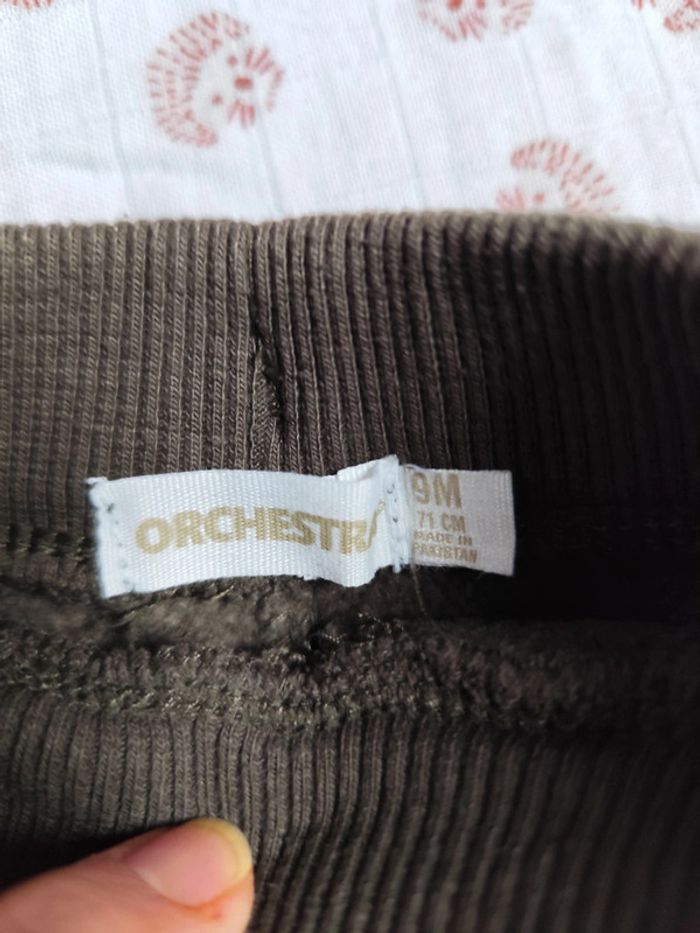 ORCHESTRA
9M
71 CM
MADE IN
PAKISTAN